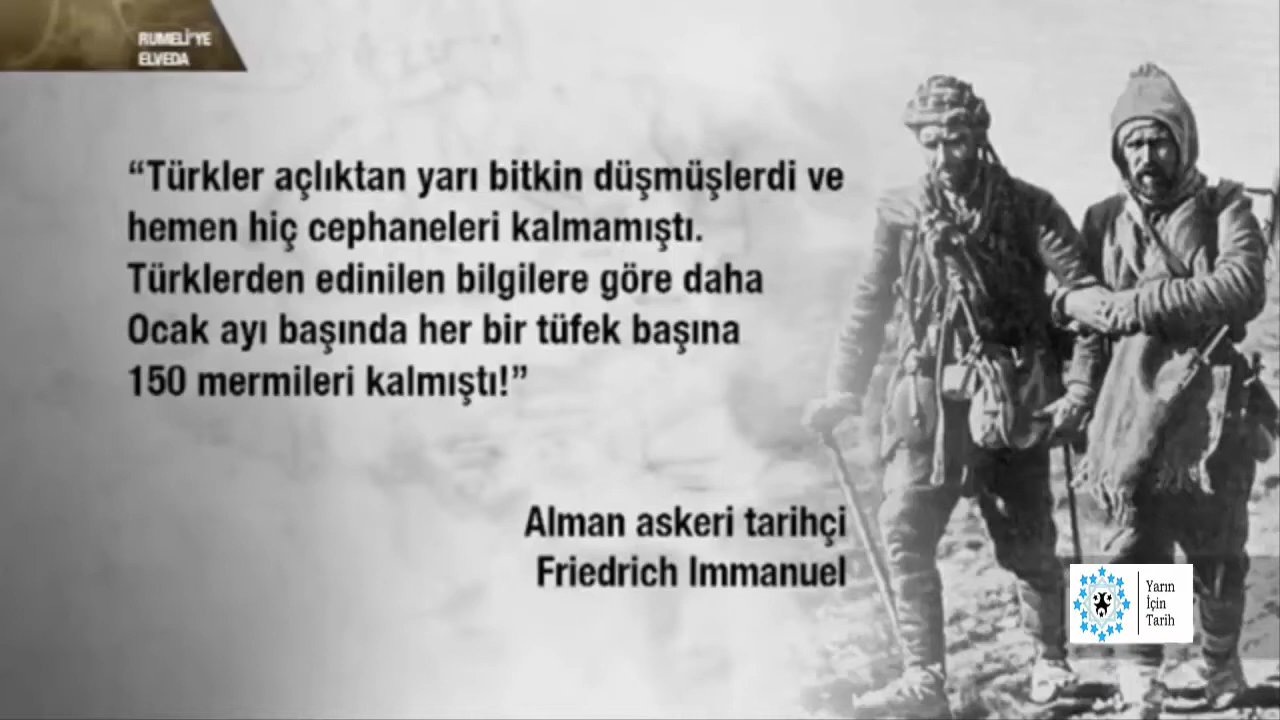 RUMELİ'YE
ELVEDA
“Türkler açlıktan yarı bitkin düşmüşlerdi ve
hemen hiç cephaneleri kalmamıştı.
Türklerden edinilen bilgilere göre daha
Ocak ayı başında her bir tüfek başına
150 mermileri kalmıştı!”
Alman askeri tarihçi
Friedrich Immanuel
Yarın
İçin
Tarih